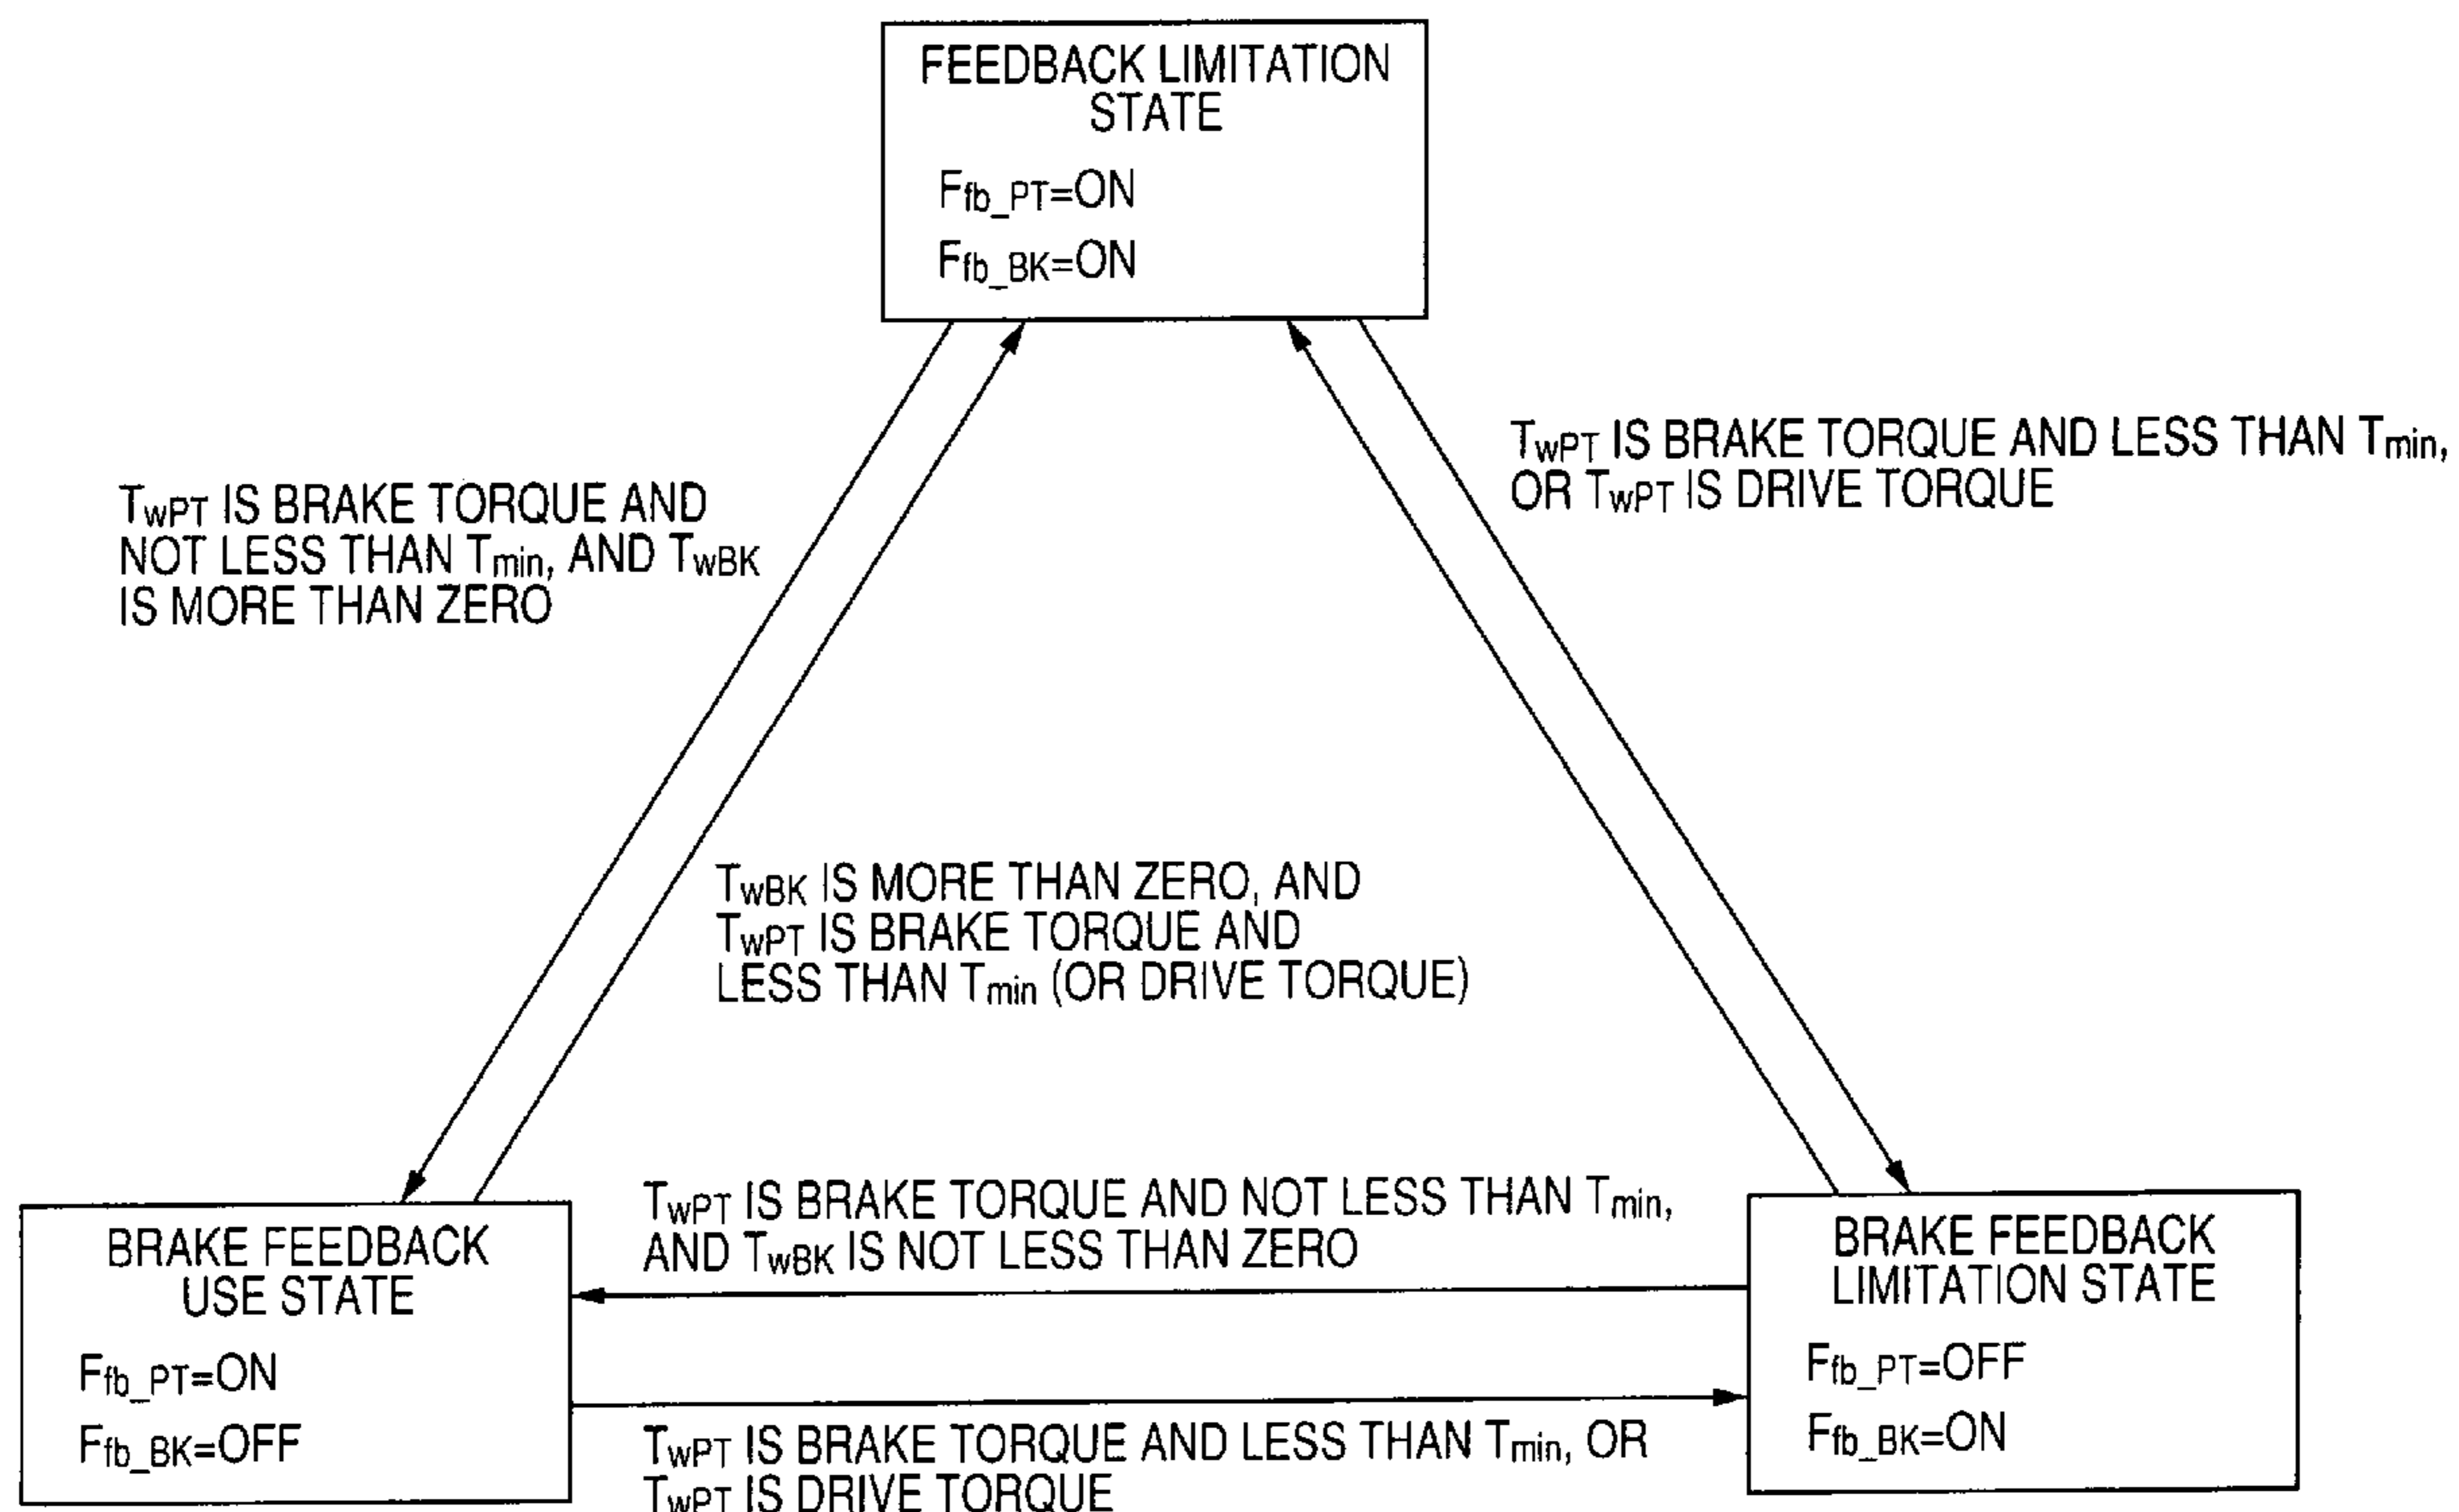 FEEDBACK LIMITATION
STATE
Ffb_PT=ON
Ffb_BK=ON
TwPT IS BRAKE TORQUE AND LESS THAN Tmin,
OR TwPT IS DRIVE TORQUE
TwPT IS BRAKE TORQUE AND
NOT LESS THAN Tmin, AND TwBK
IS MORE THAN ZERO
TwBK IS MORE THAN ZERO, AND
TwPT IS BRAKE TORQUE AND
LESS THAN Tmin (OR DRIVE TORQUE)
TwPT IS BRAKE TORQUE AND NOT LESS THAN Tmin,
AND TwBK IS NOT LESS THAN ZERO
BRAKE FEEDBACK
USE STATE
Ffb_PT=ON
Ffb_BK=OFF
BRAKE FEEDBACK
LIMITATION STATE
Ffb_PT=OFF
Ffb_BK=ON
TwPT IS BRAKE TORQUE AND LESS THAN Tmin, OR
TwPT IS DRIVE TORQUE